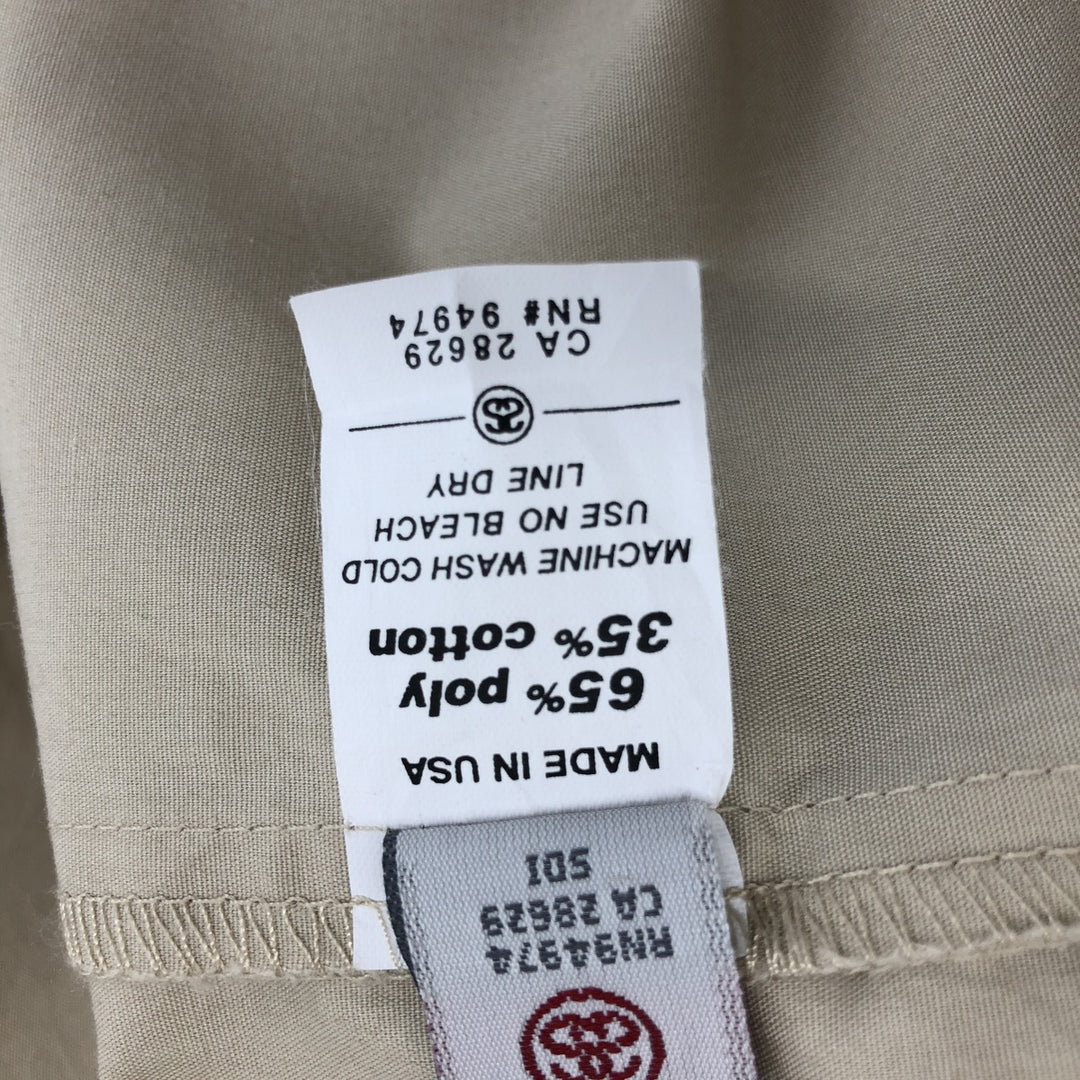 MADE IN USA
65% poly
35% cotton
MACHINE WASH COLD
USE NO BLEACH
LINE DRY
CA 28629
RN# 94974
RN94974
CA 28629
SDI